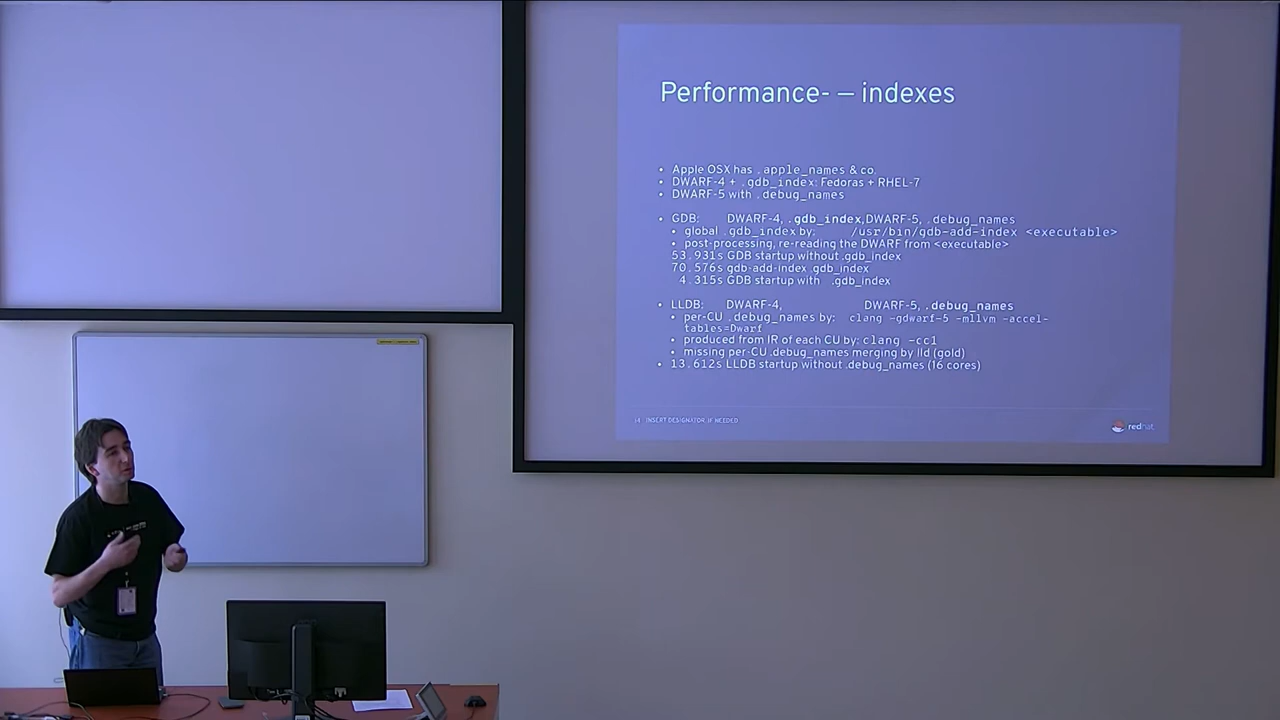 Performance- – indexes
• Apple OSX has .apple_names & co.
• DWARF-4 + .gdb_index: Fedoras + RHEL-7
• DWARF-5 with .debug_names
• GDB: DWARF-4, .gdb_index,DWARF-5, .debug_names
• global .gdb_index by: /usr/bin/gdb-add-index <executable>
• post-processing, re-reading the DWARF from <executable>
53.931s GDB startup without .gdb_index
70.576s gdb-add-index .gdb_index
4.315s GDB startup with .gdb_index
• LLDB: DWARF-4, DWARF-5, .debug_names
• per-CU .debug_names by: clang -gdwarf-5 -mllvm -accel-
tables=Dwarf
• produced from IR of each CU by: clang -cc1
• missing per-CU .debug_names merging by lld (gold)
• 13.612s LLDB startup without .debug_names (16 cores)
14 INSERT DESIGNATOR, IF NEEDED
redhat.